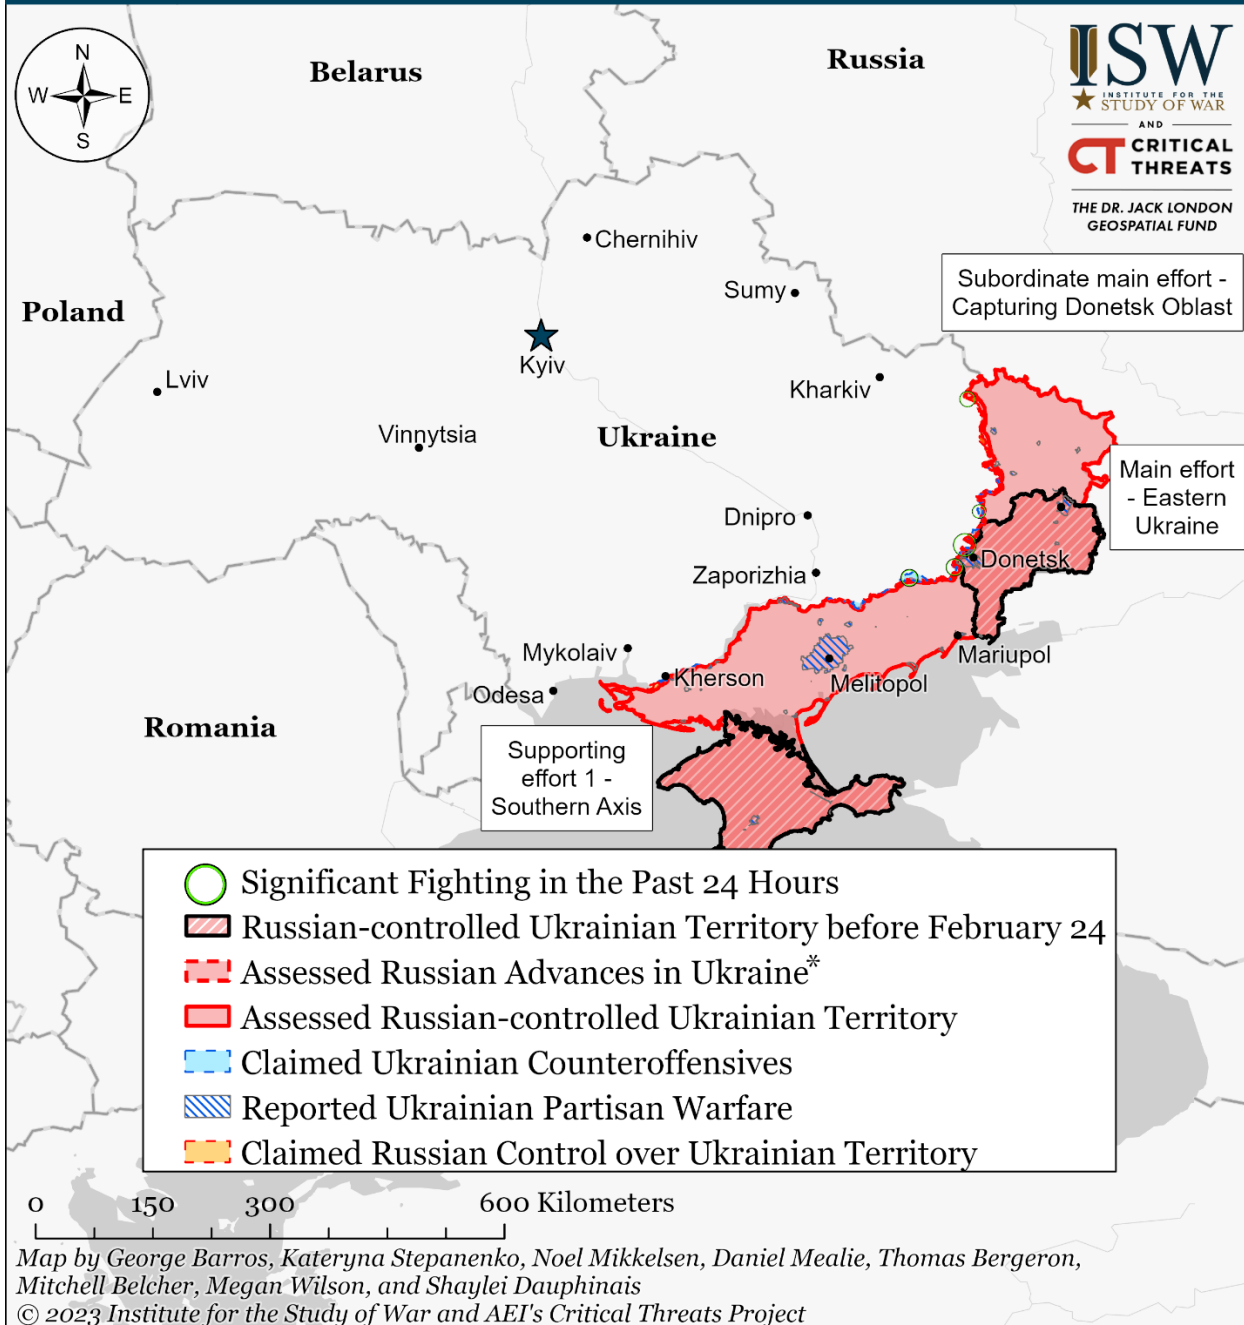 N
W
E
S
Belarus
Russia
ISW
INSTITUTE FOR THE
STUDY OF WAR
AND
CT CRITICAL
THREATS
THE DR. JACK LONDON
GEOSPATIAL FUND
Chernihiv
Sumy
Subordinate main effort -
Capturing Donetsk Oblast
Poland
Kyiv
Lviv
Kharkiv
Vinnytsia
Ukraine
Main effort
- Eastern
Ukraine
Dnipro
Donetsk
Zaporizhia
Mykolaiv
Mariupol
Kherson
Melitopol
Odesa
Romania
Supporting
effort 1 -
Southern Axis
Significant Fighting in the Past 24 Hours
Russian-controlled Ukrainian Territory before February 24
Assessed Russian Advances in Ukraine*
Assessed Russian-controlled Ukrainian Territory
Claimed Ukrainian Counteroffensives
Reported Ukrainian Partisan Warfare
Claimed Russian Control over Ukrainian Territory
0 150 300 600 Kilometers
Map by George Barros, Kateryna Stepanenko, Noel Mikkelsen, Daniel Mealie, Thomas Bergeron,
Mitchell Belcher, Megan Wilson, and Shaylei Dauphinais
© 2023 Institute for the Study of War and AEI's Critical Threats Project